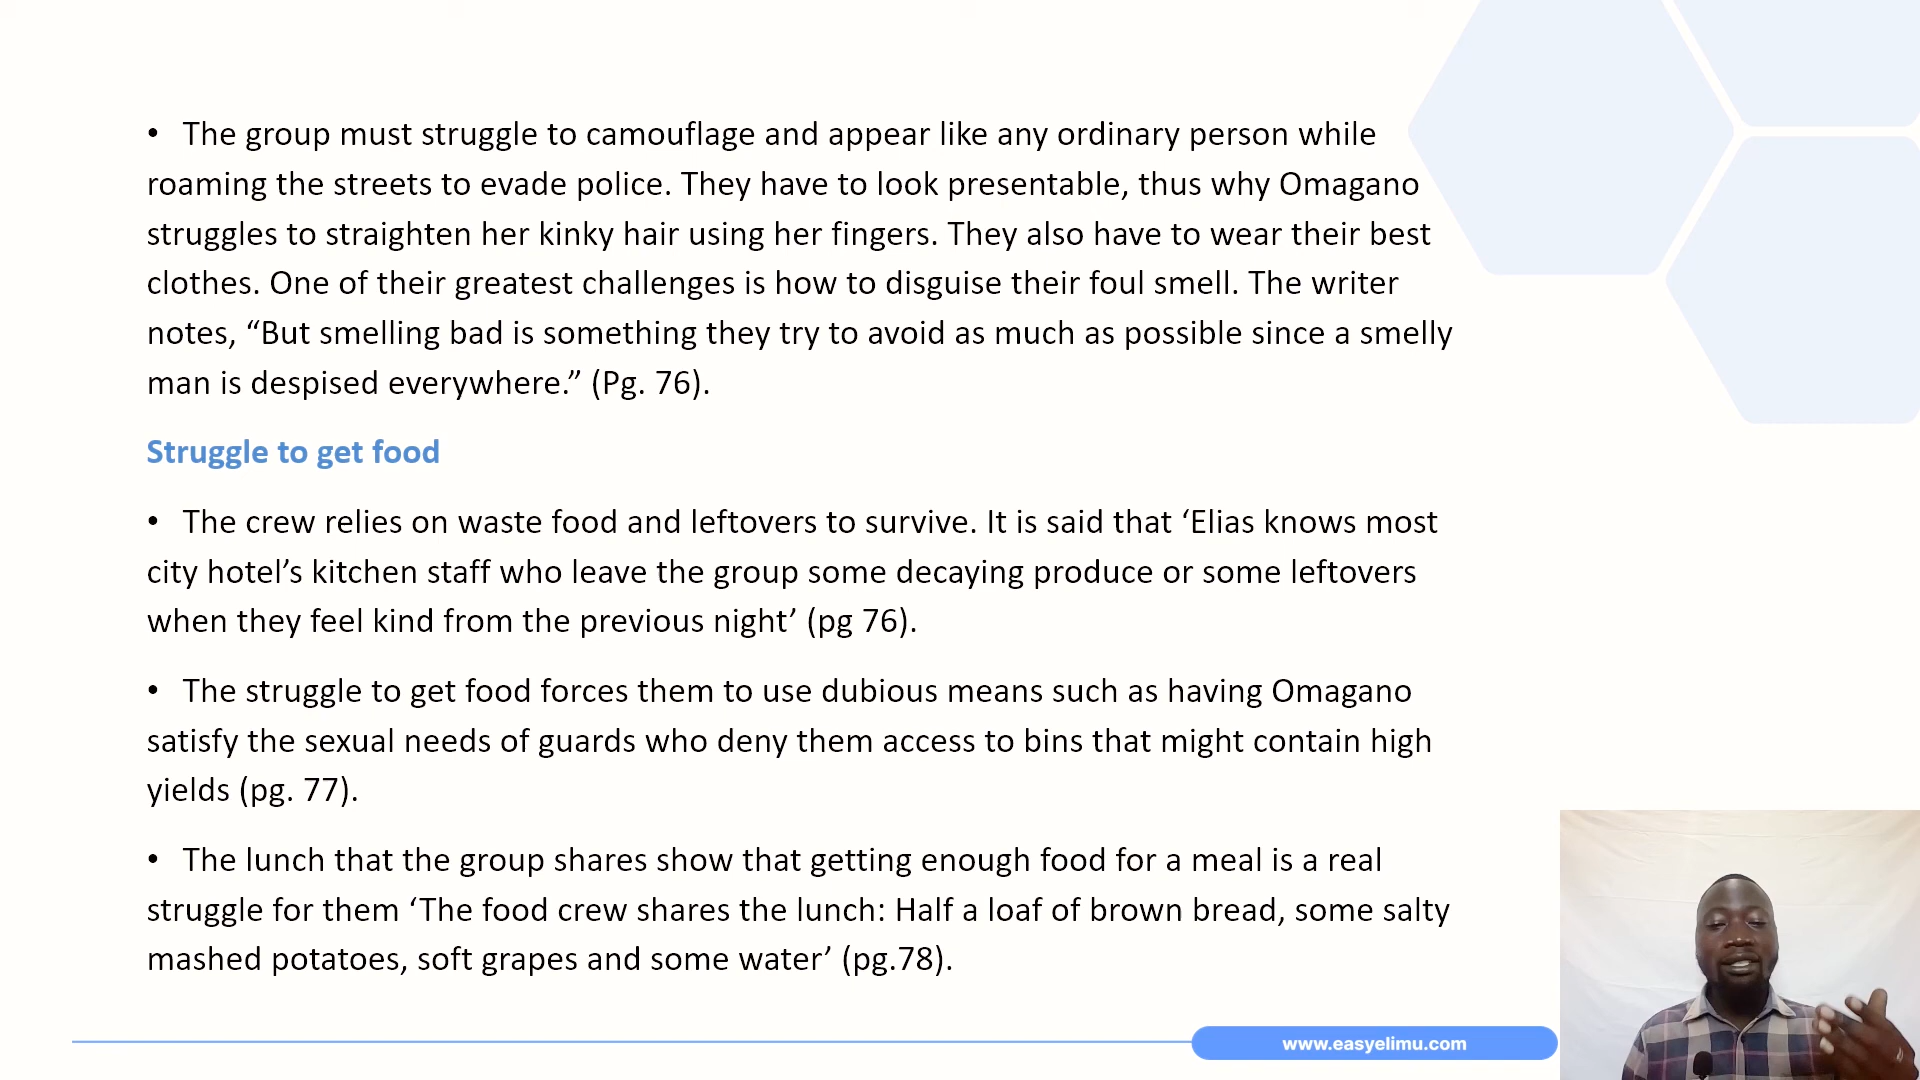 • The group must struggle to camouflage and appear like any ordinary person while
roaming the streets to evade police. They have to look presentable, thus why Omagano
struggles to straighten her kinky hair using her fingers. They also have to wear their best
clothes. One of their greatest challenges is how to disguise their foul smell. The writer
notes, “But smelling bad is something they try to avoid as much as possible since a smelly
man is despised everywhere.” (Pg. 76).
Struggle to get food
• The crew relies on waste food and leftovers to survive. It is said that ‘Elias knows most
city hotel’s kitchen staff who leave the group some decaying produce or some leftovers
when they feel kind from the previous night’ (pg 76).
• The struggle to get food forces them to use dubious means such as having Omagano
satisfy the sexual needs of guards who deny them access to bins that might contain high
yields (pg. 77).
• The lunch that the group shares show that getting enough food for a meal is a real
struggle for them ‘The food crew shares the lunch: Half a loaf of brown bread, some salty
mashed potatoes, soft grapes and some water’ (pg.78).
www.easyelimu.com